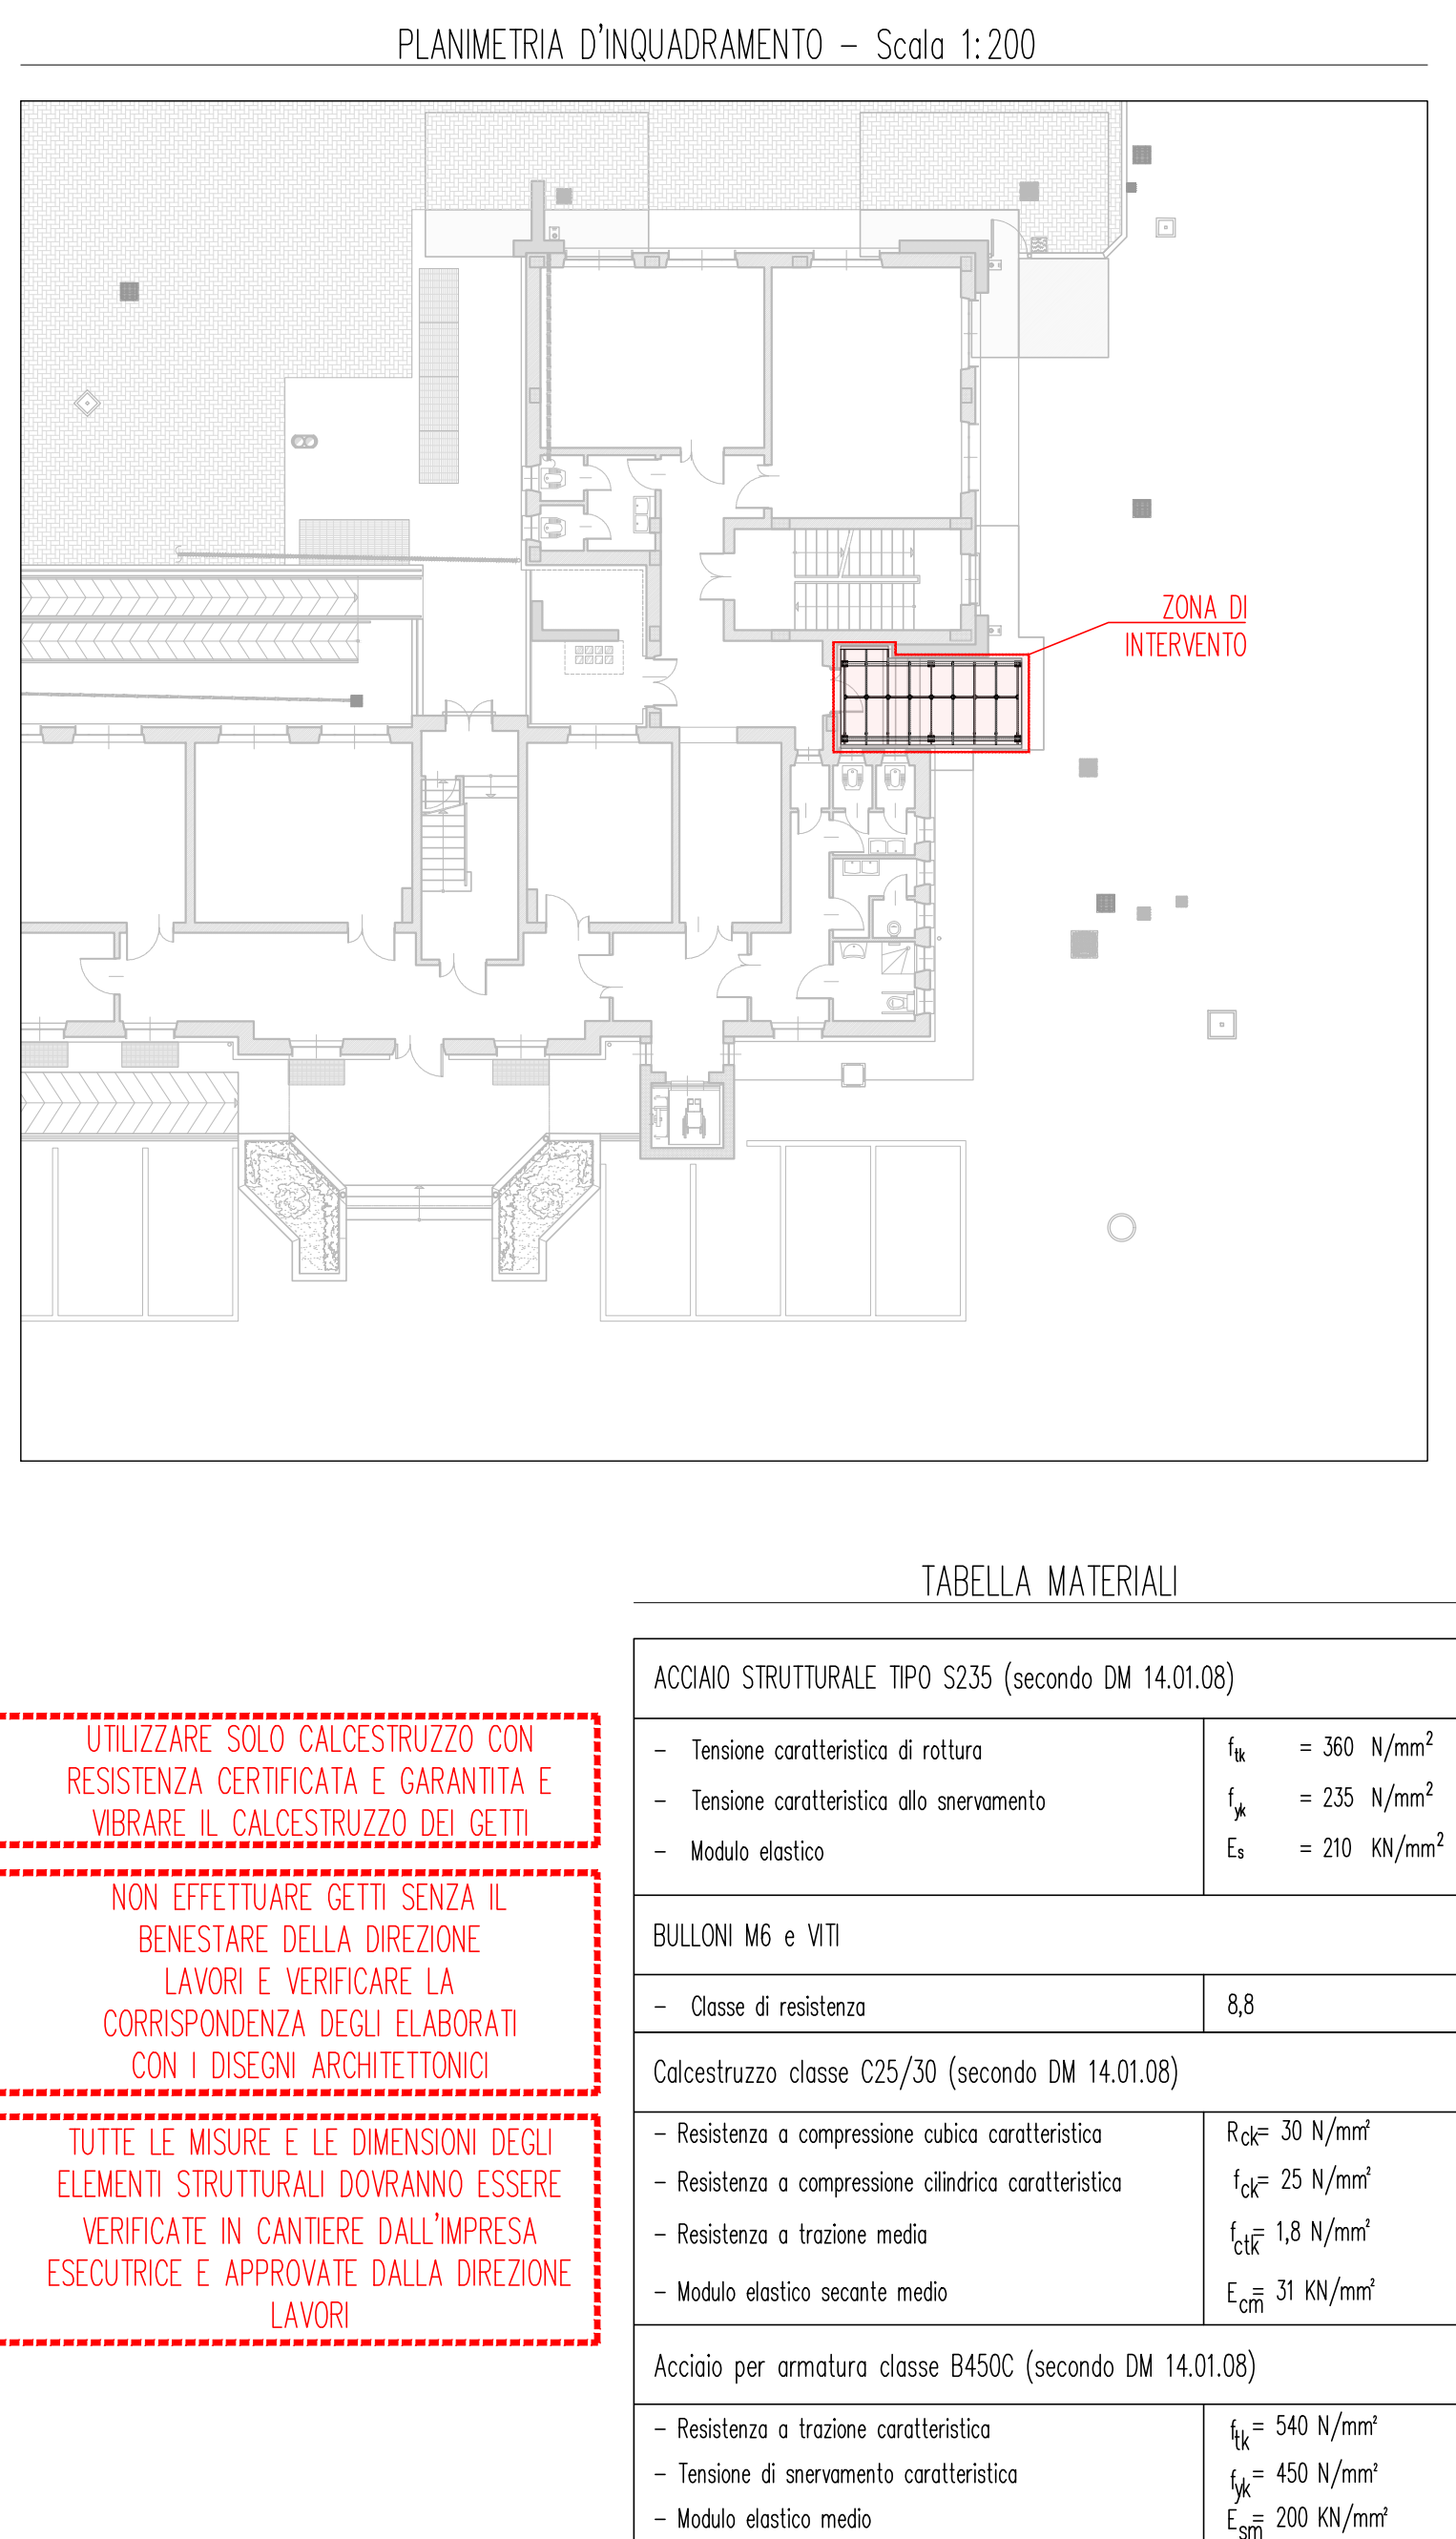 PLANIMETRIA D'INQUADRAMENTO – Scala 1:200
ZONA DI
INTERVENTO
UTILIZZARE SOLO CALCESTRUZZO CON
RESISTENZA CERTIFICATA E GARANTITA E
VIBRARE IL CALCESTRUZZO DEI GETTI
NON EFFETTUARE GETTI SENZA IL
BENESTARE DELLA DIREZIONE
LAVORI E VERIFICARE LA
CORRISPONDENZA DEGLI ELABORATI
CON I DISEGNI ARCHITETTONICI
TUTTE LE MISURE E LE DIMENSIONI DEGLI
ELEMENTI STRUTTURALI DOVRANNO ESSERE
VERIFICATE IN CANTIERE DALL'IMPRESA
ESECUTRICE E APPROVATE DALLA DIREZIONE
LAVORI
TABELLA MATERIALI
ACCIAIO STRUTTURALE TIPO S235 (secondo DM 14.01.08)
– Tensione caratteristica di rottura ftk = 360 N/mm²
– Tensione caratteristica allo snervamento fyk = 235 N/mm²
– Modulo elastico Es = 210 KN/mm²
BULLONI M6 e VITI
– Classe di resistenza 8,8
Calcestruzzo classe C25/30 (secondo DM 14.01.08)
– Resistenza a compressione cubica caratteristica Rck= 30 N/mm²
– Resistenza a compressione cilindrica caratteristica fck= 25 N/mm²
– Resistenza a trazione media fctk= 1,8 N/mm²
– Modulo elastico secante medio Ecm= 31 KN/mm²
Acciaio per armatura classe B450C (secondo DM 14.01.08)
– Resistenza a trazione caratteristica ftk= 540 N/mm²
– Tensione di snervamento caratteristica fyk= 450 N/mm²
– Modulo elastico medio Esm= 200 KN/mm²